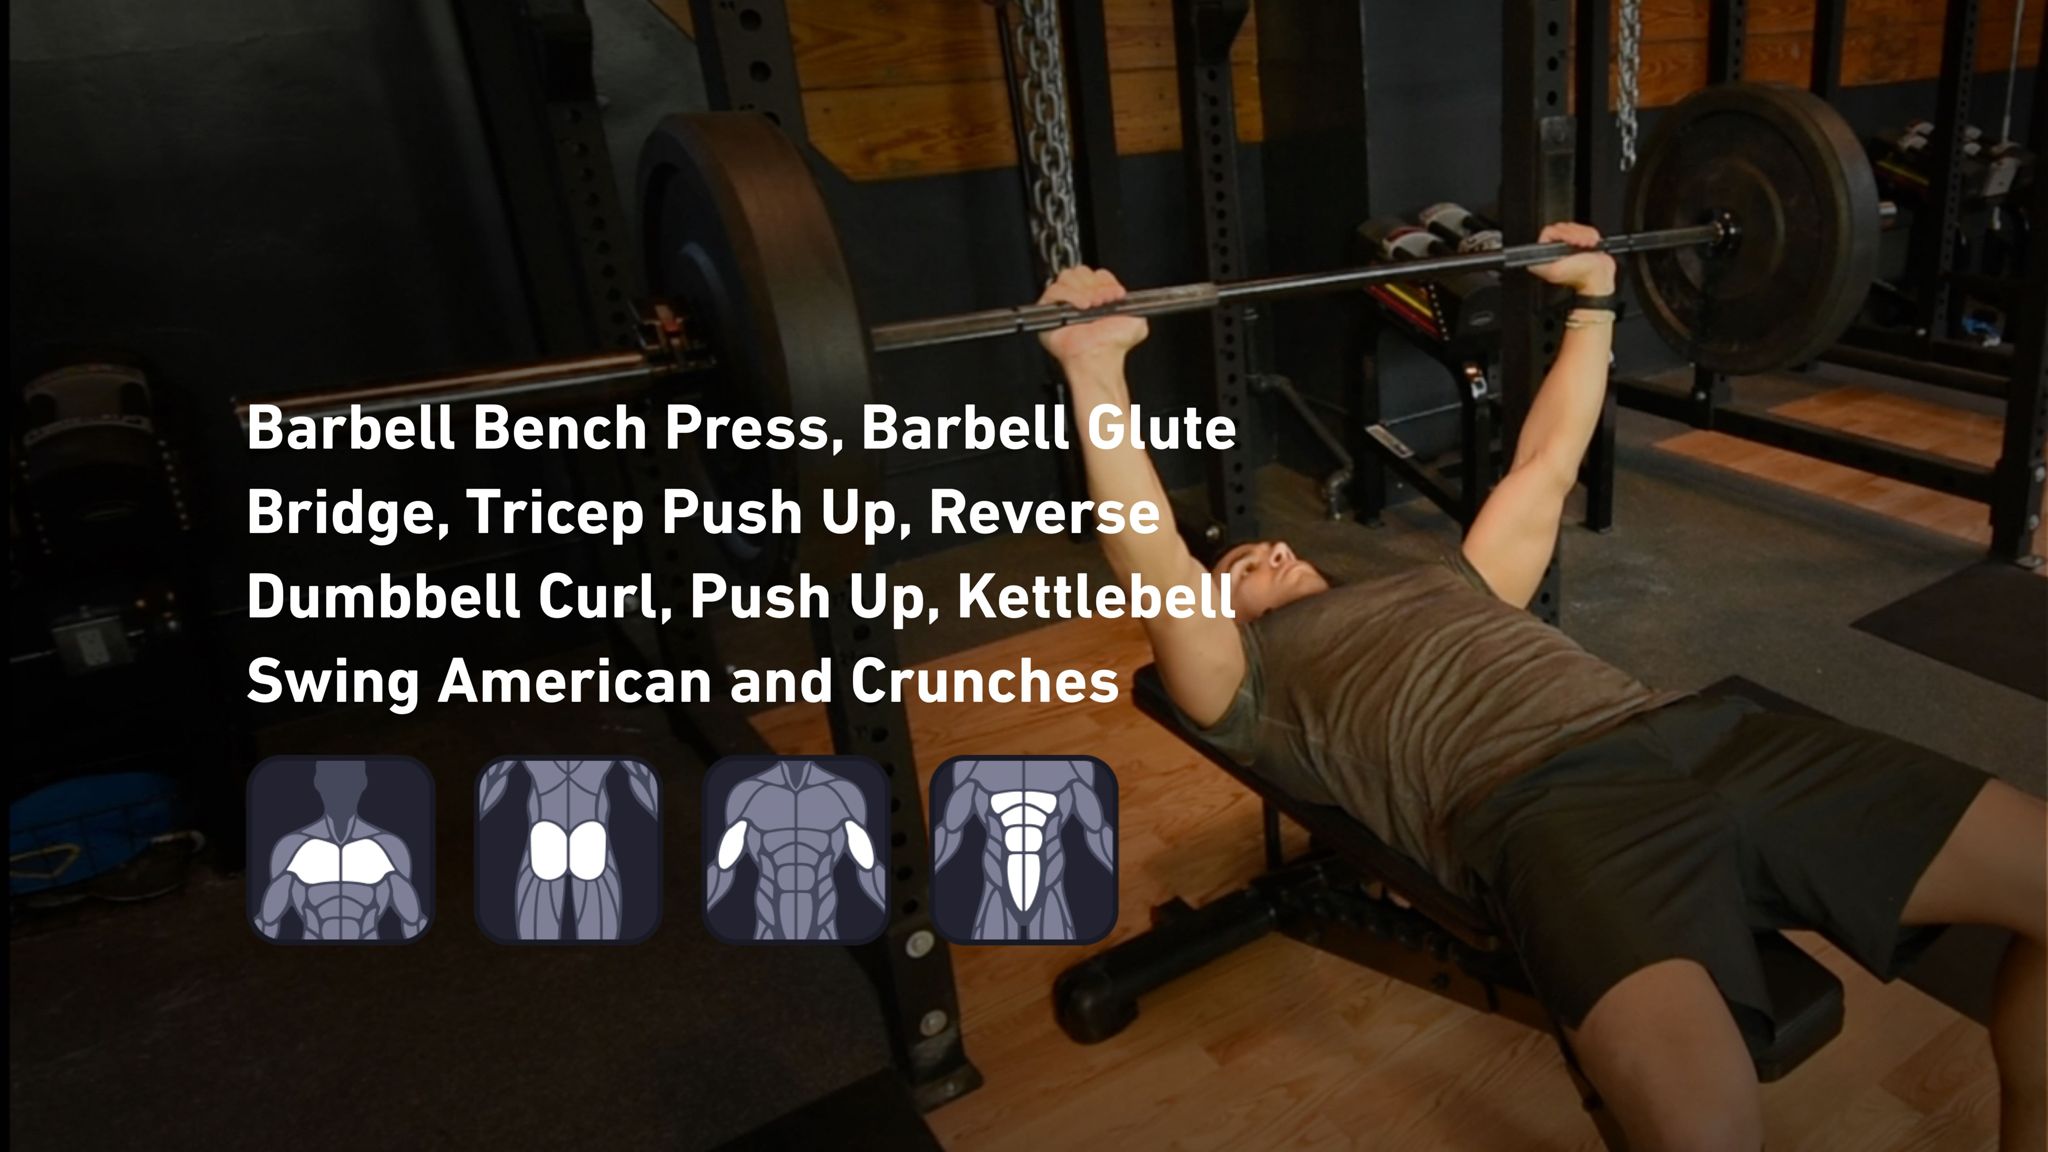 Barbell Bench Press, Barbell Glute
Bridge, Tricep Push Up, Reverse
Dumbbell Curl, Push Up, Kettlebell
Swing American and Crunches